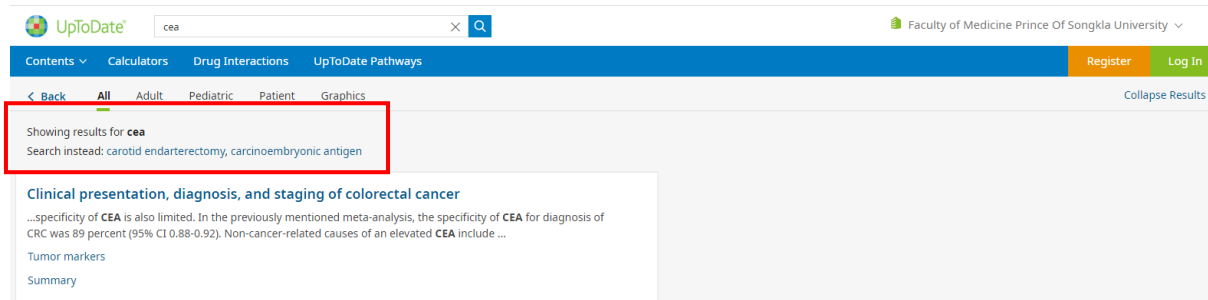 UpToDate®
cea
Faculty of Medicine Prince Of Songkla University
Contents
Calculators
Drug Interactions
UpToDate Pathways
Register
Log In
Back
All
Adult
Pediatric
Patient
Graphics
Collapse Results
Showing results for cea
Search instead: carotid endarterectomy, carcinoembryonic antigen
Clinical presentation, diagnosis, and staging of colorectal cancer
...specificity of CEA is also limited. In the previously mentioned meta-analysis, the specificity of CEA for diagnosis of
CRC was 89 percent (95% CI 0.88-0.92). Non-cancer-related causes of an elevated CEA include ...
Tumor markers
Summary